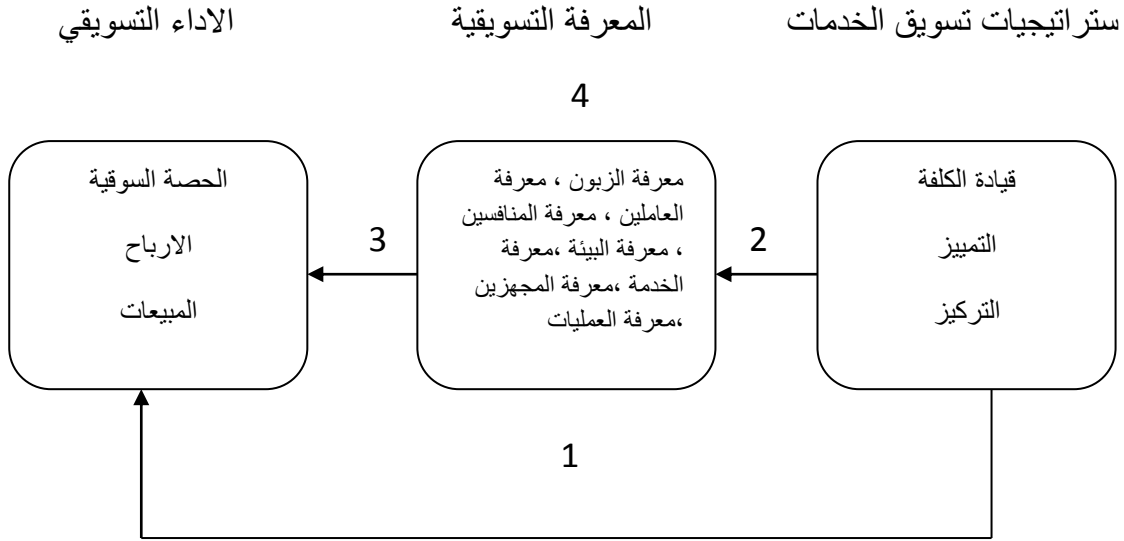 ستراتيجيات تسويق الخدمات
المعرفة التسويقية
الاداء التسويقي
4
قيادة الكلفة
التمييز
التركيز
2
معرفة الزبون ، معرفة
العاملين ، معرفة المنافسين
، معرفة البيئة ،معرفة
الخدمة ،معرفة المجهزين
،معرفة العمليات
3
الحصة السوقية
الارباح
المبيعات
1